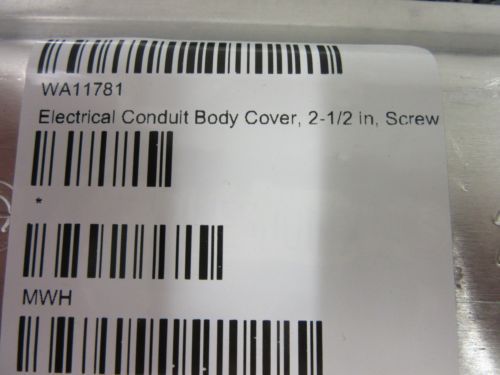 WA11781
Electrical Conduit Body Cover, 2-1/2 in, Screw
*
MWH